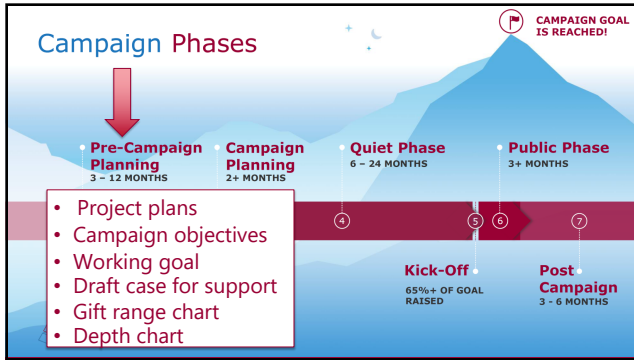 Campaign Phases
CAMPAIGN GOAL
IS REACHED!
Pre-Campaign
Planning
3 – 12 MONTHS
Campaign
Planning
2+ MONTHS
Quiet Phase
6 – 24 MONTHS
Public Phase
3+ MONTHS
• Project plans
• Campaign objectives
• Working goal
• Draft case for support
• Gift range chart
• Depth chart
4
5
6
7
Kick-Off
65%+ OF GOAL
RAISED
Post
Campaign
3 - 6 MONTHS